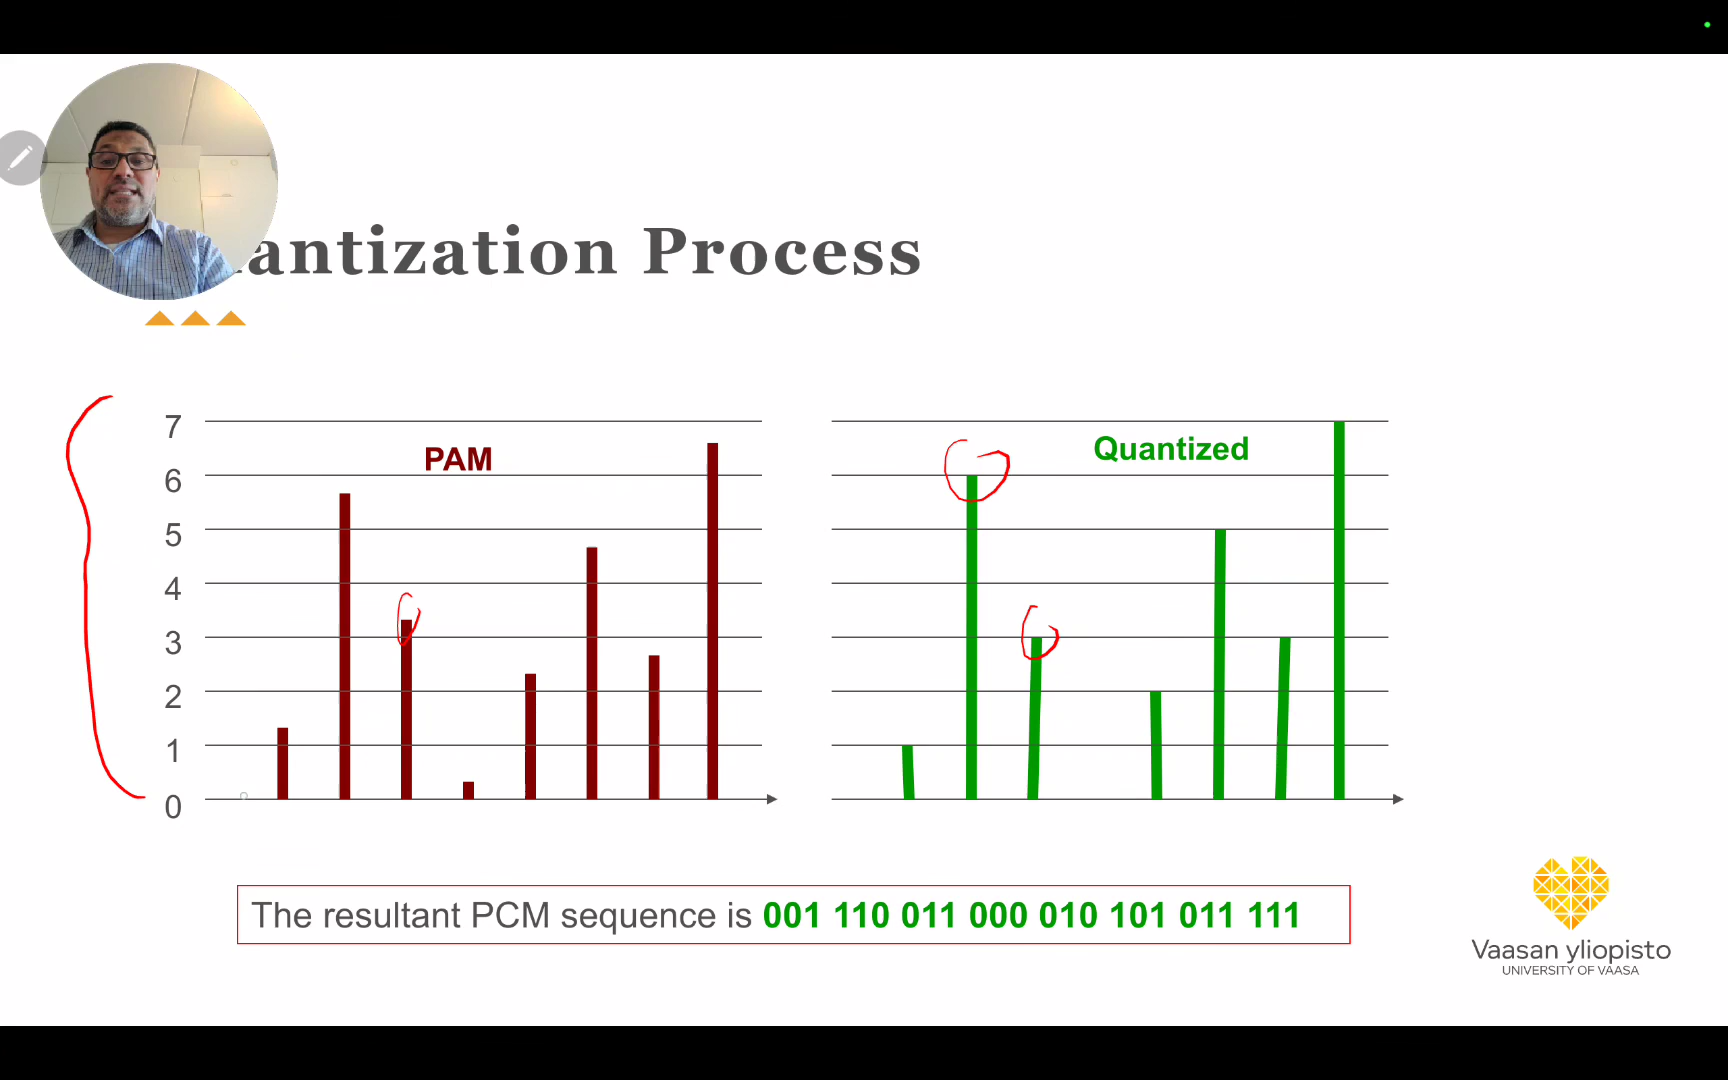 antization Process
7
6
5
4
3
2
1
0
PAM
Quantized
The resultant PCM sequence is 001 110 011 000 010 101 011 111
Vaasan yliopisto
UNIVERSITY OF VAASA